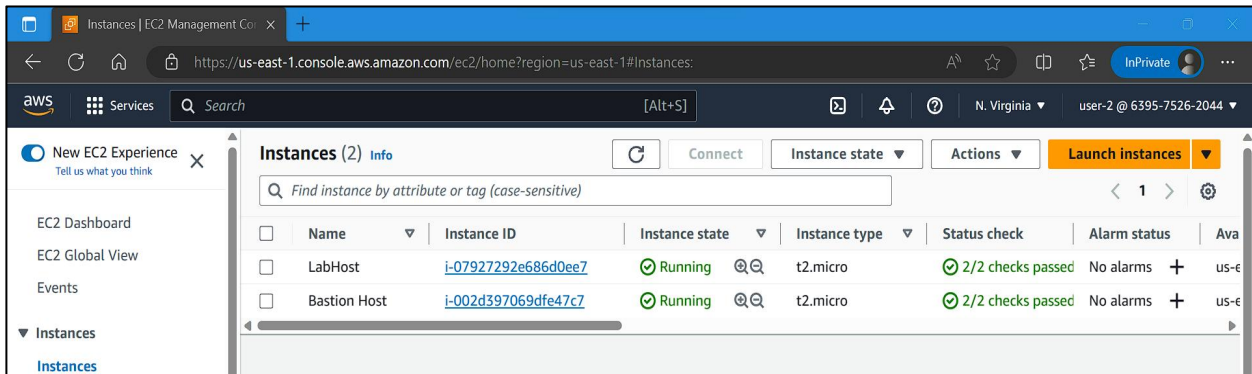 Instances | EC2 Management Co
https://us-east-1.console.aws.amazon.com/ec2/home?region=us-east-1#Instances:
InPrivate
aws Services Search [Alt+S] N. Virginia user-2 @ 6395-7526-2044
New EC2 Experience
Tell us what you think
EC2 Dashboard
EC2 Global View
Events
Instances
Instances
Instances (2) Info Connect Instance state Actions Launch instances
Find instance by attribute or tag (case-sensitive) 1
Name Instance ID Instance state Instance type Status check Alarm status Ava
LabHost i-07927292e686d0ee7 Running t2.micro 2/2 checks passed No alarms us-e
Bastion Host i-002d397069dfe47c7 Running t2.micro 2/2 checks passed No alarms us-e